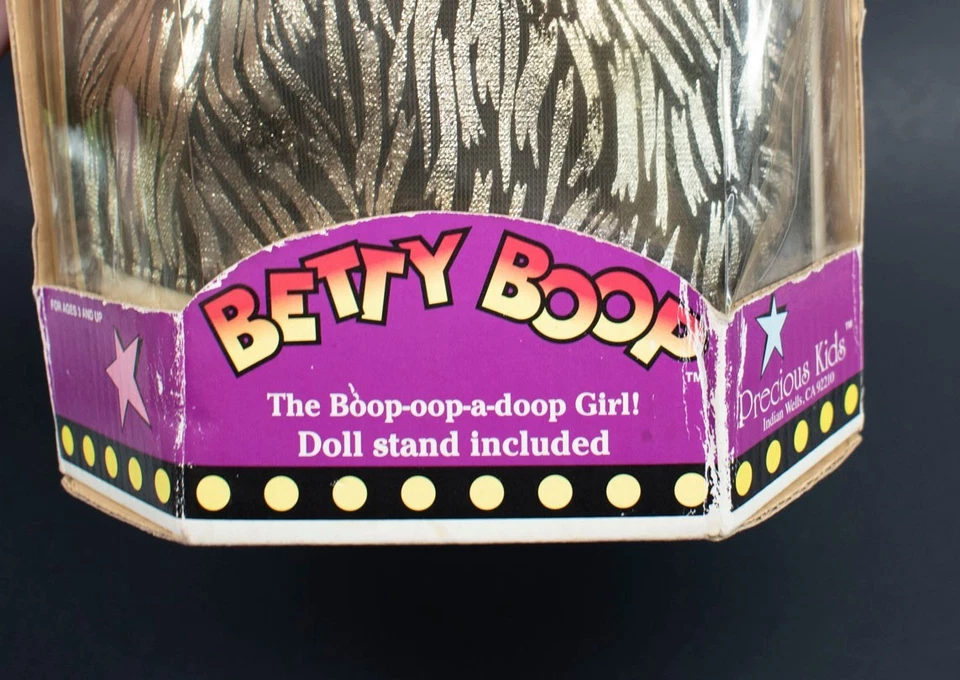 FOR AGES 3 AND UP
BETTY BOOP
TM
The Boop-oop-a-doop Girl!
Doll stand included
Precious Kids™
Indian Wells, CA 92210